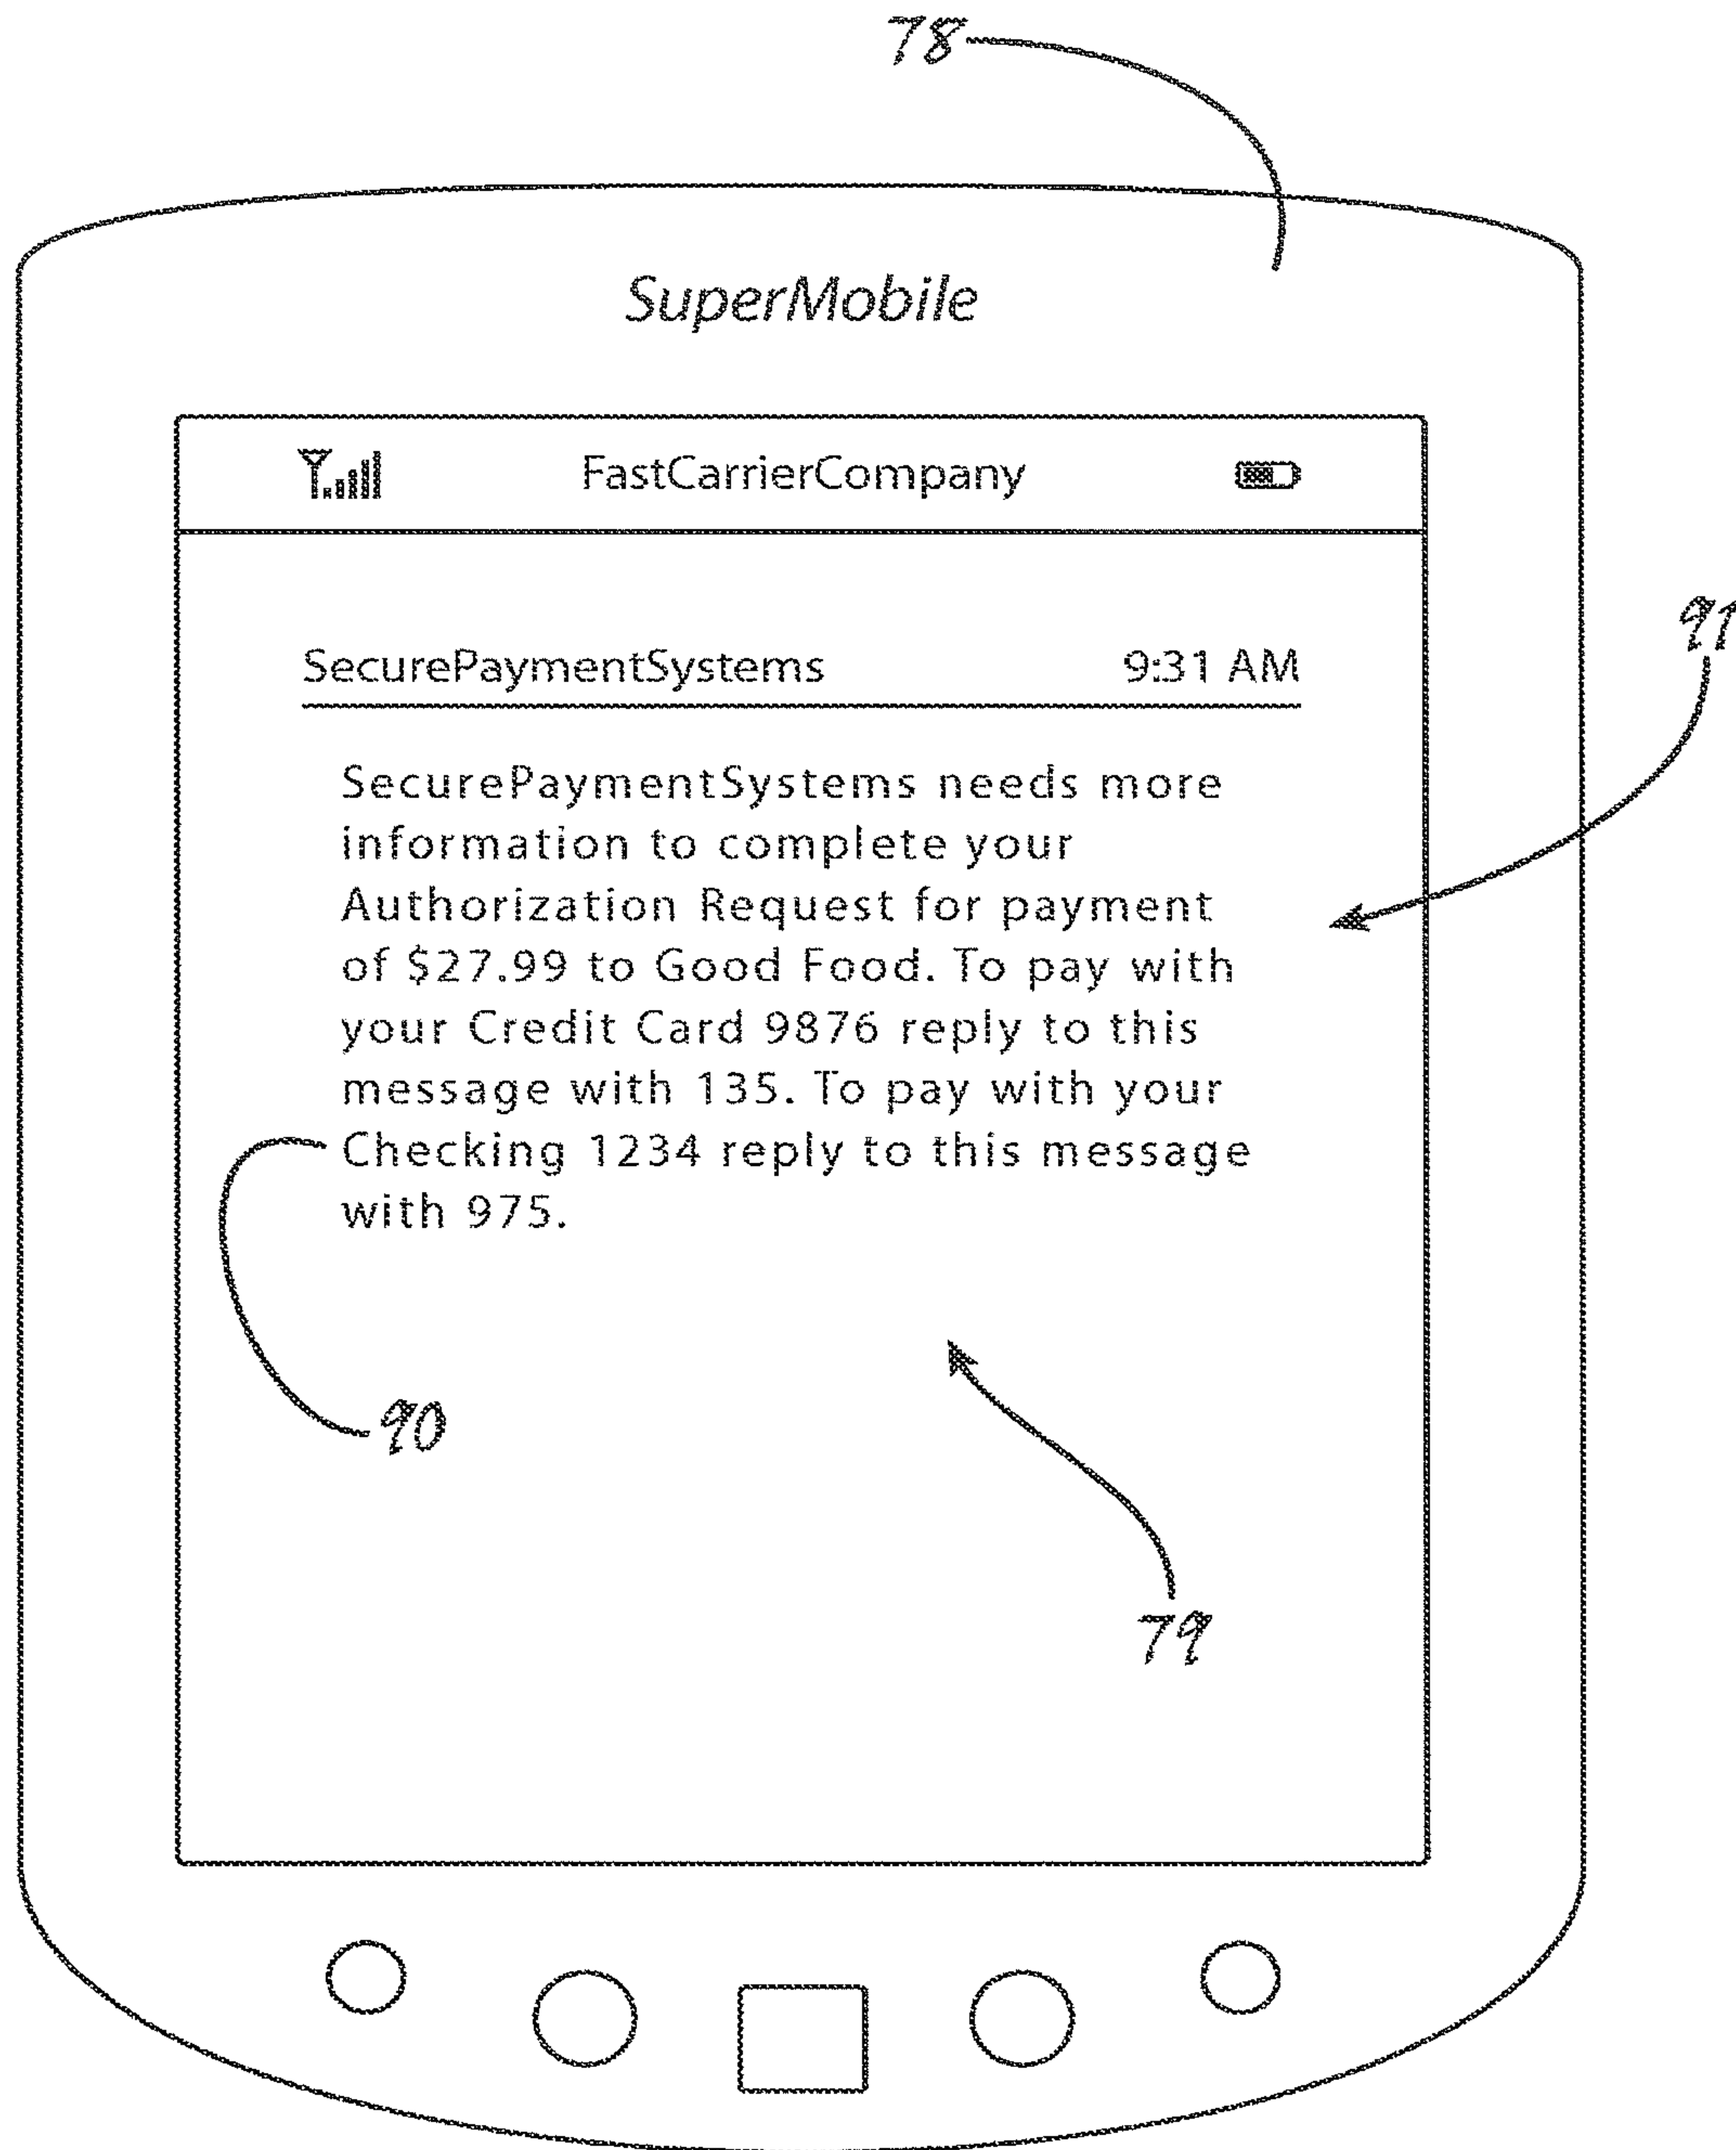 78
SuperMobile
FastCarrierCompany
91
SecurePaymentSystems 9:31 AM
SecurePaymentSystems needs more
information to complete your
Authorization Request for payment
of $27.99 to Good Food. To pay with
your Credit Card 9876 reply to this
message with 135. To pay with your
Checking 1234 reply to this message
with 975.
90
79